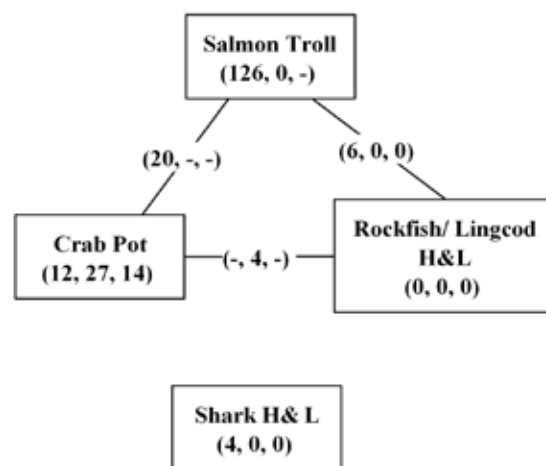 Salmon Troll
(126, 0, -)
(20, -, -)
(6, 0, 0)
Crab Pot
(12, 27, 14)
(-, 4, -)
Rockfish/ Lingcod
H&L
(0, 0, 0)
Shark H& L
(4, 0, 0)